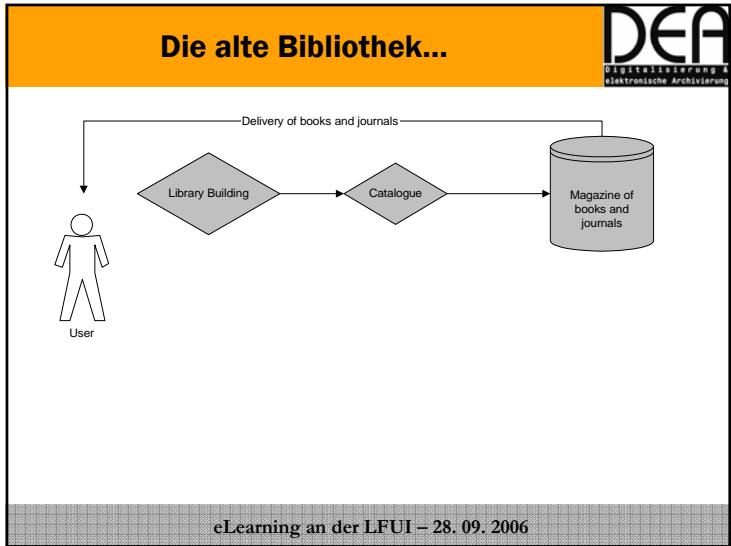 Die alte Bibliothek...
DEA
Digitalisierung &
elektronische Archivierung
Delivery of books and journals
Library Building
Catalogue
Magazine of
books and
journals
User
eLearning an der LFUI – 28. 09. 2006